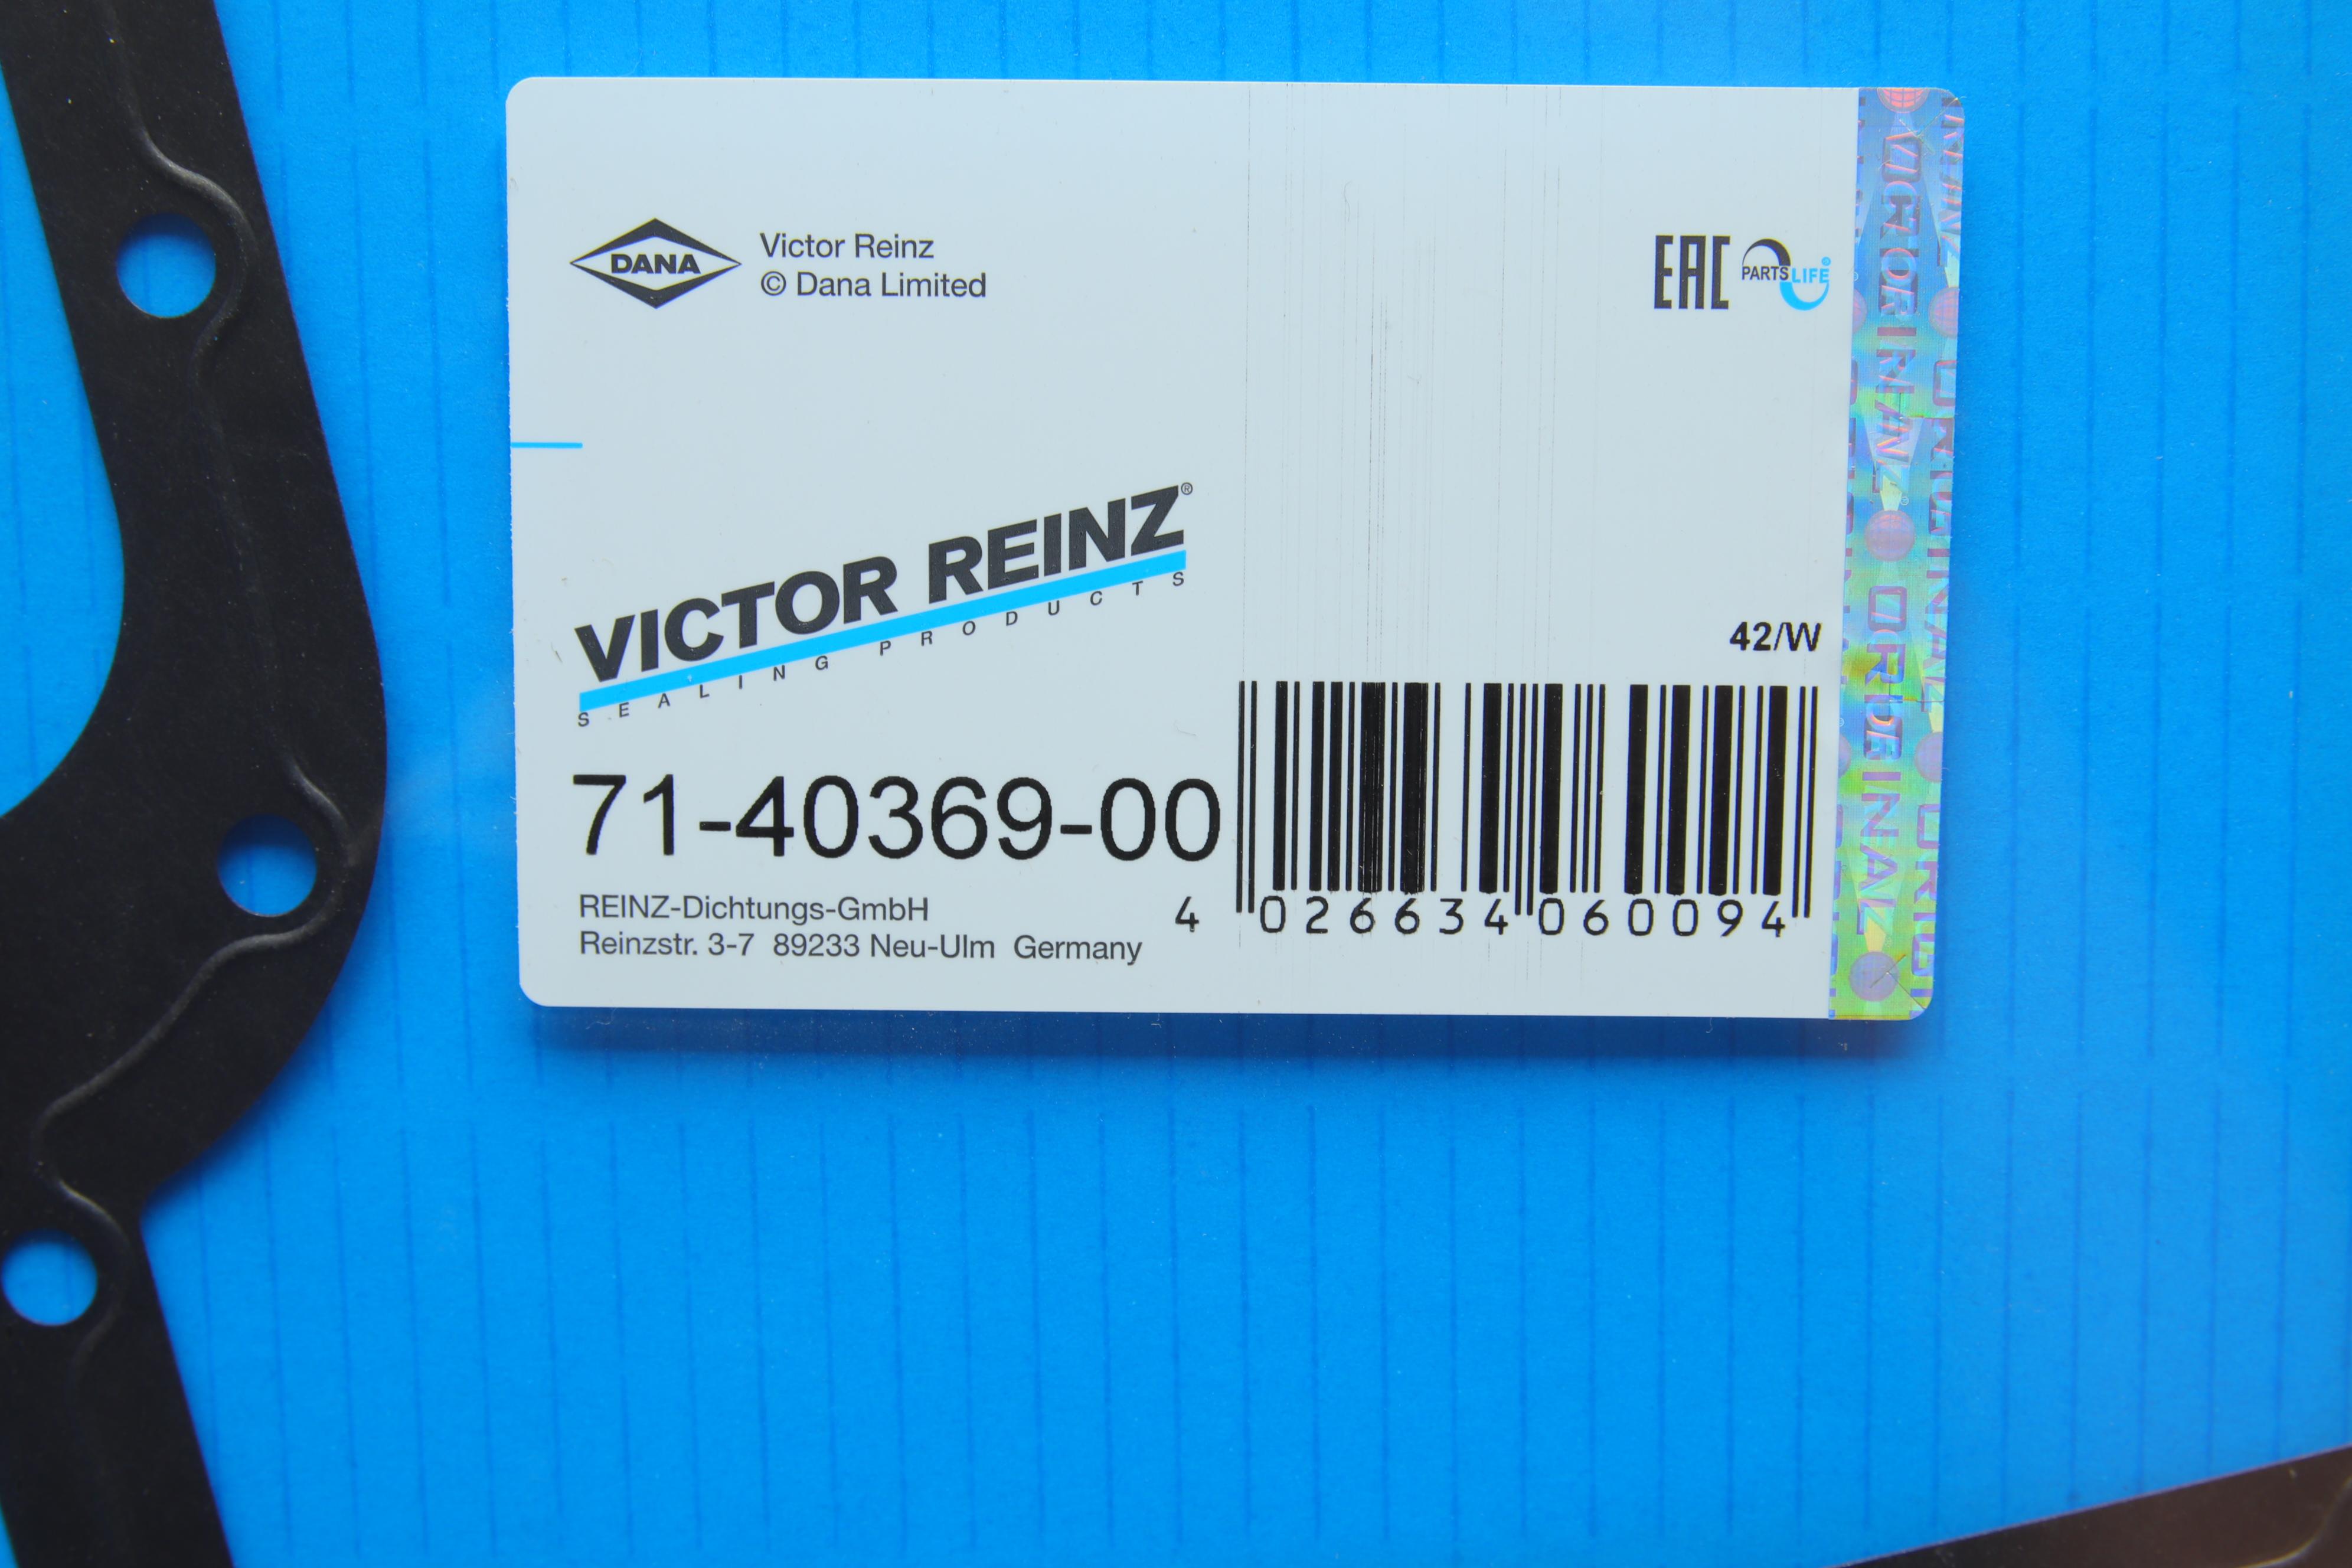 DANA
Victor Reinz
© Dana Limited
EAC
PARTS LIFE
VICTOR REINZ®
SEALING PRODUCTS
42/W
71-40369-00
4 026634 060094
REINZ-Dichtungs-GmbH
Reinzstr. 3-7 89233 Neu-Ulm Germany
ORIGINAL